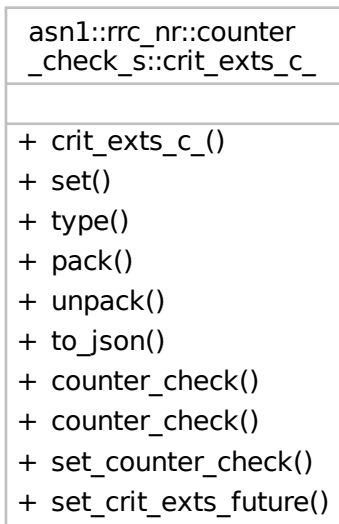 asn1::rrc_nr::counter
_check_s::crit_exts_c_
+ crit_exts_c_()
+ set()
+ type()
+ pack()
+ unpack()
+ to_json()
+ counter_check()
+ counter_check()
+ set_counter_check()
+ set_crit_exts_future()